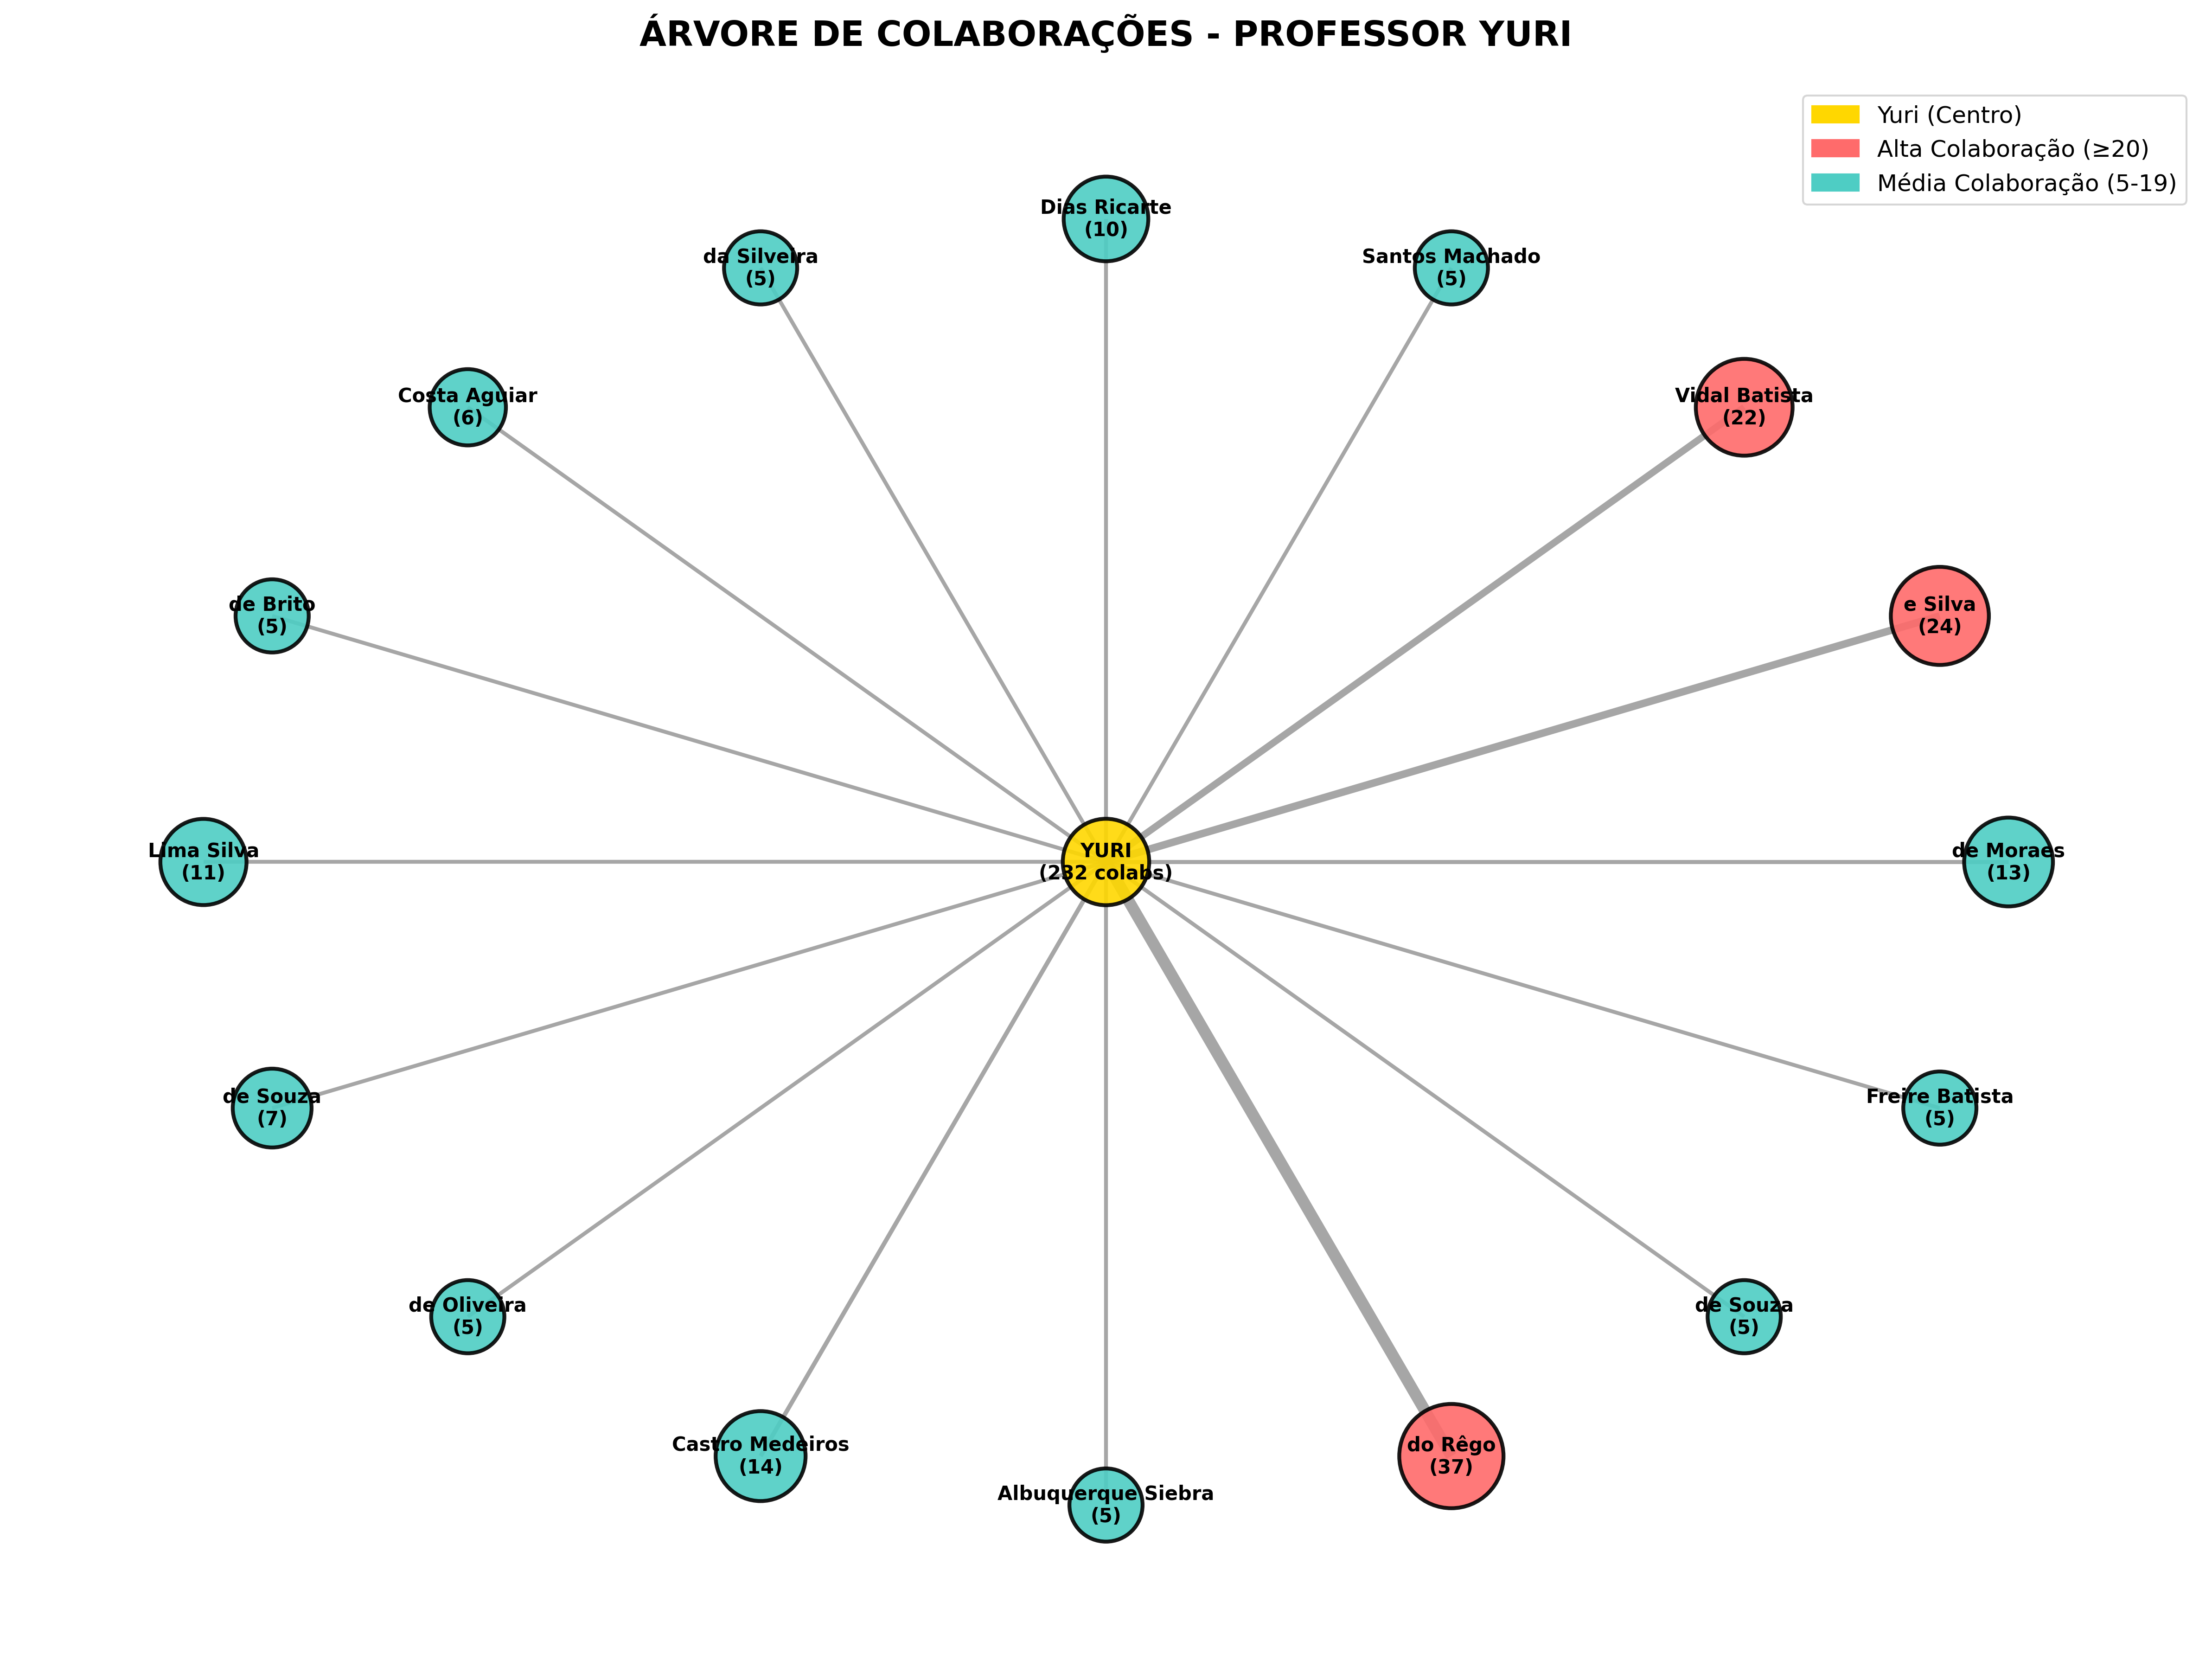 ÁRVORE DE COLABORAÇÕES - PROFESSOR YURI
Yuri (Centro)
Alta Colaboração (≥20)
Média Colaboração (5-19)
Dias Ricarte
(10)
da Silveira
(5)
Santos Machado
(5)
Costa Aguiar
(6)
Vidal Batista
(22)
de Brito
(5)
e Silva
(24)
Lima Silva
(11)
YURI
(232 colabs)
de Moraes
(13)
de Souza
(7)
Freire Batista
(5)
de Oliveira
(5)
de Souza
(5)
Castro Medeiros
(14)
do Rêgo
(37)
Albuquerque Siebra
(5)